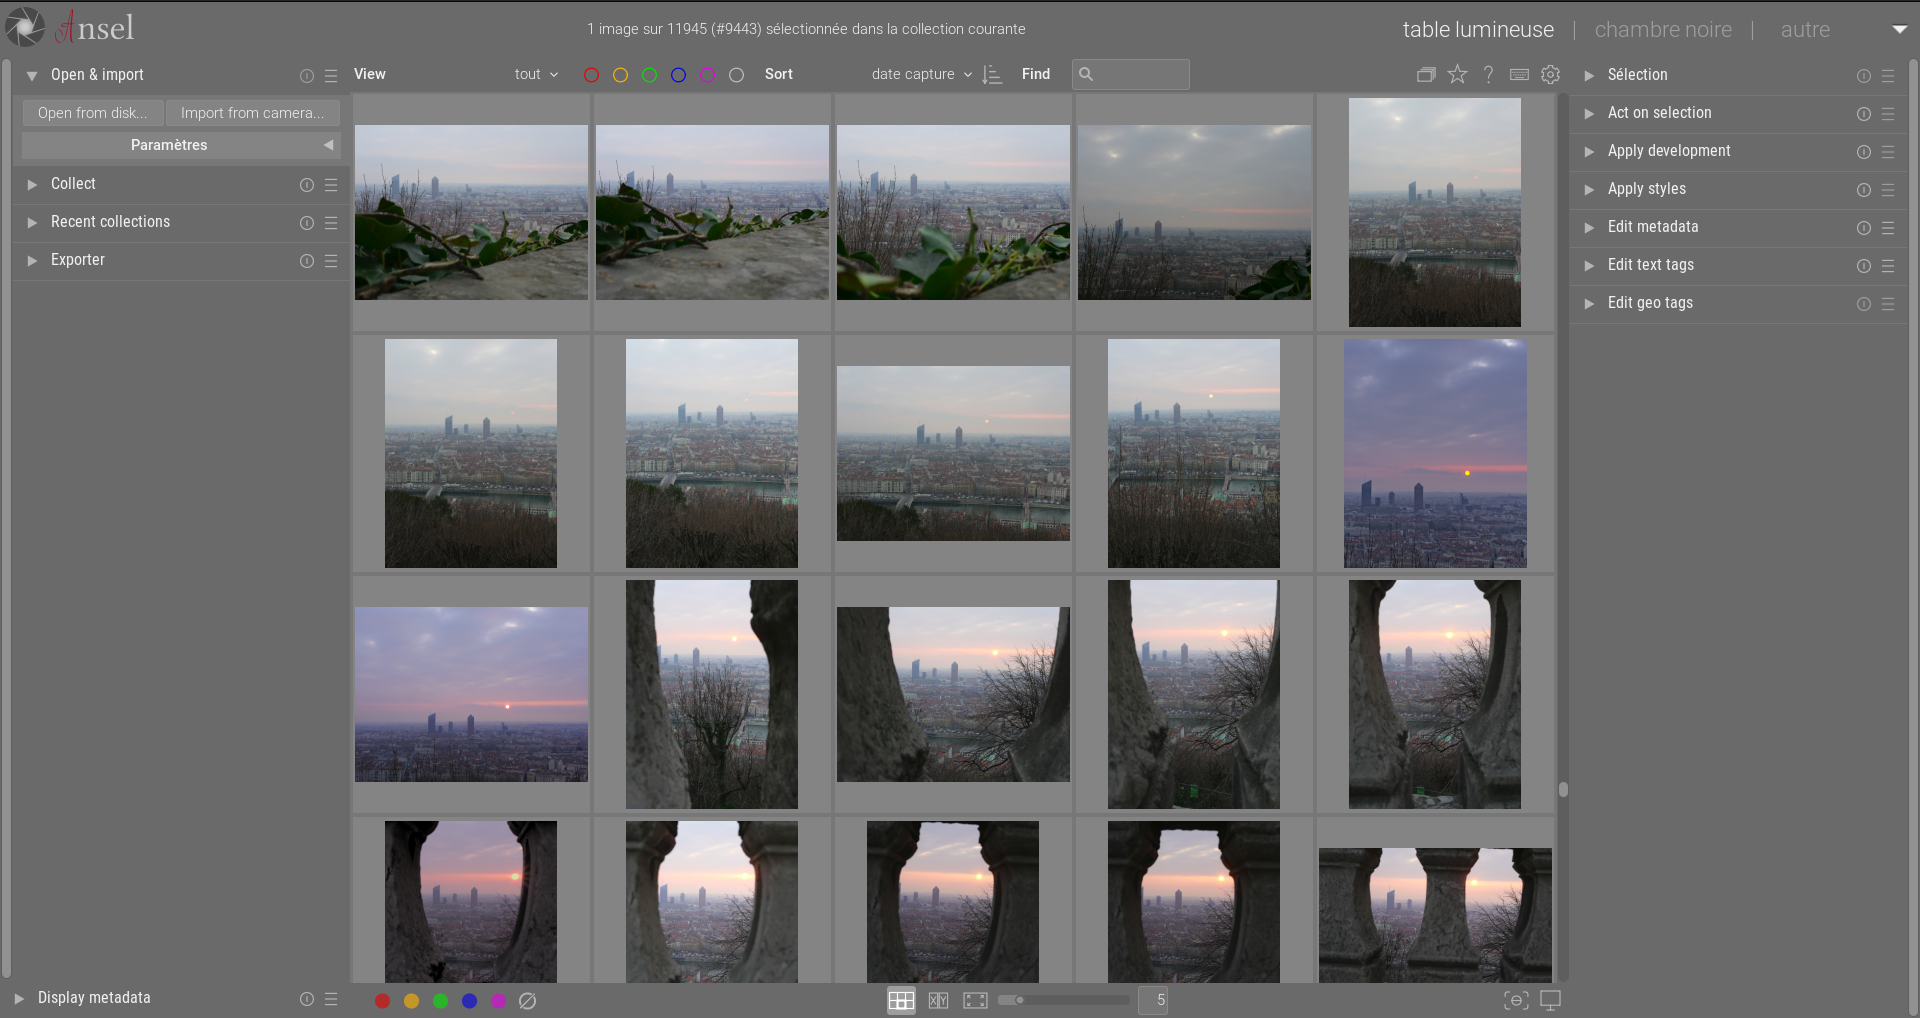 Ansel
1 image sur 11945 (#9443) sélectionnée dans la collection courante
table lumineuse | chambre noire | autre
Open & import
Open from disk...
Import from camera...
Paramètres
Collect
Recent collections
Exporter
View
tout
Sort
date capture
Find
?
Sélection
Act on selection
Apply development
Apply styles
Edit metadata
Edit text tags
Edit geo tags
Display metadata
X Y
5